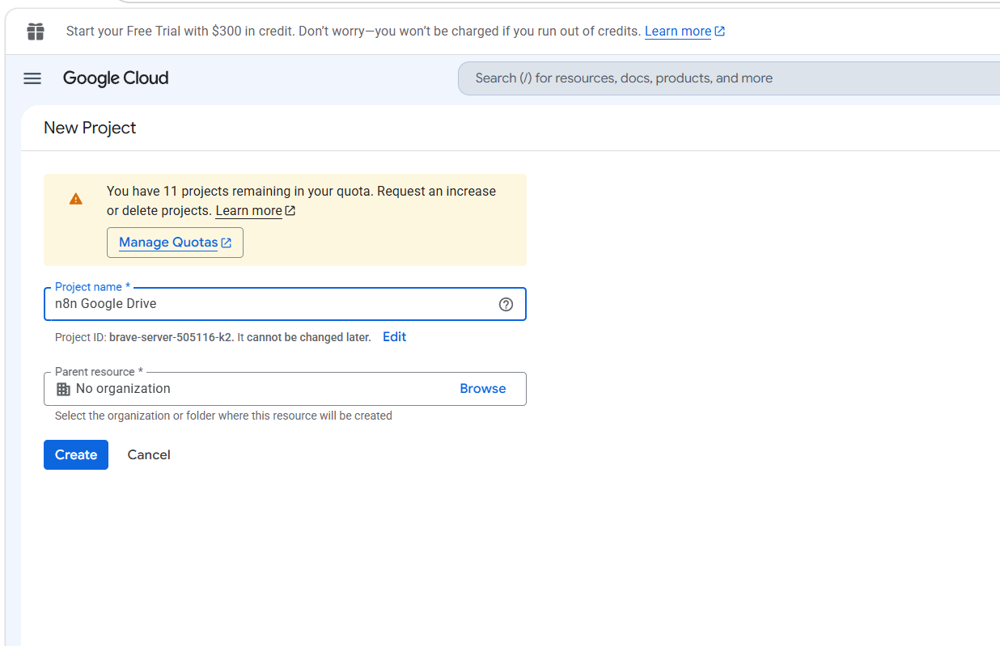 Start your Free Trial with $300 in credit. Don’t worry—you won’t be charged if you run out of credits. Learn more
Google Cloud
Search (/) for resources, docs, products, and more
New Project
You have 11 projects remaining in your quota. Request an increase
or delete projects. Learn more
Manage Quotas
Project name *
n8n Google Drive
Project ID: brave-server-505116-k2. It cannot be changed later. Edit
Parent resource *
No organization
Browse
Select the organization or folder where this resource will be created
Create
Cancel